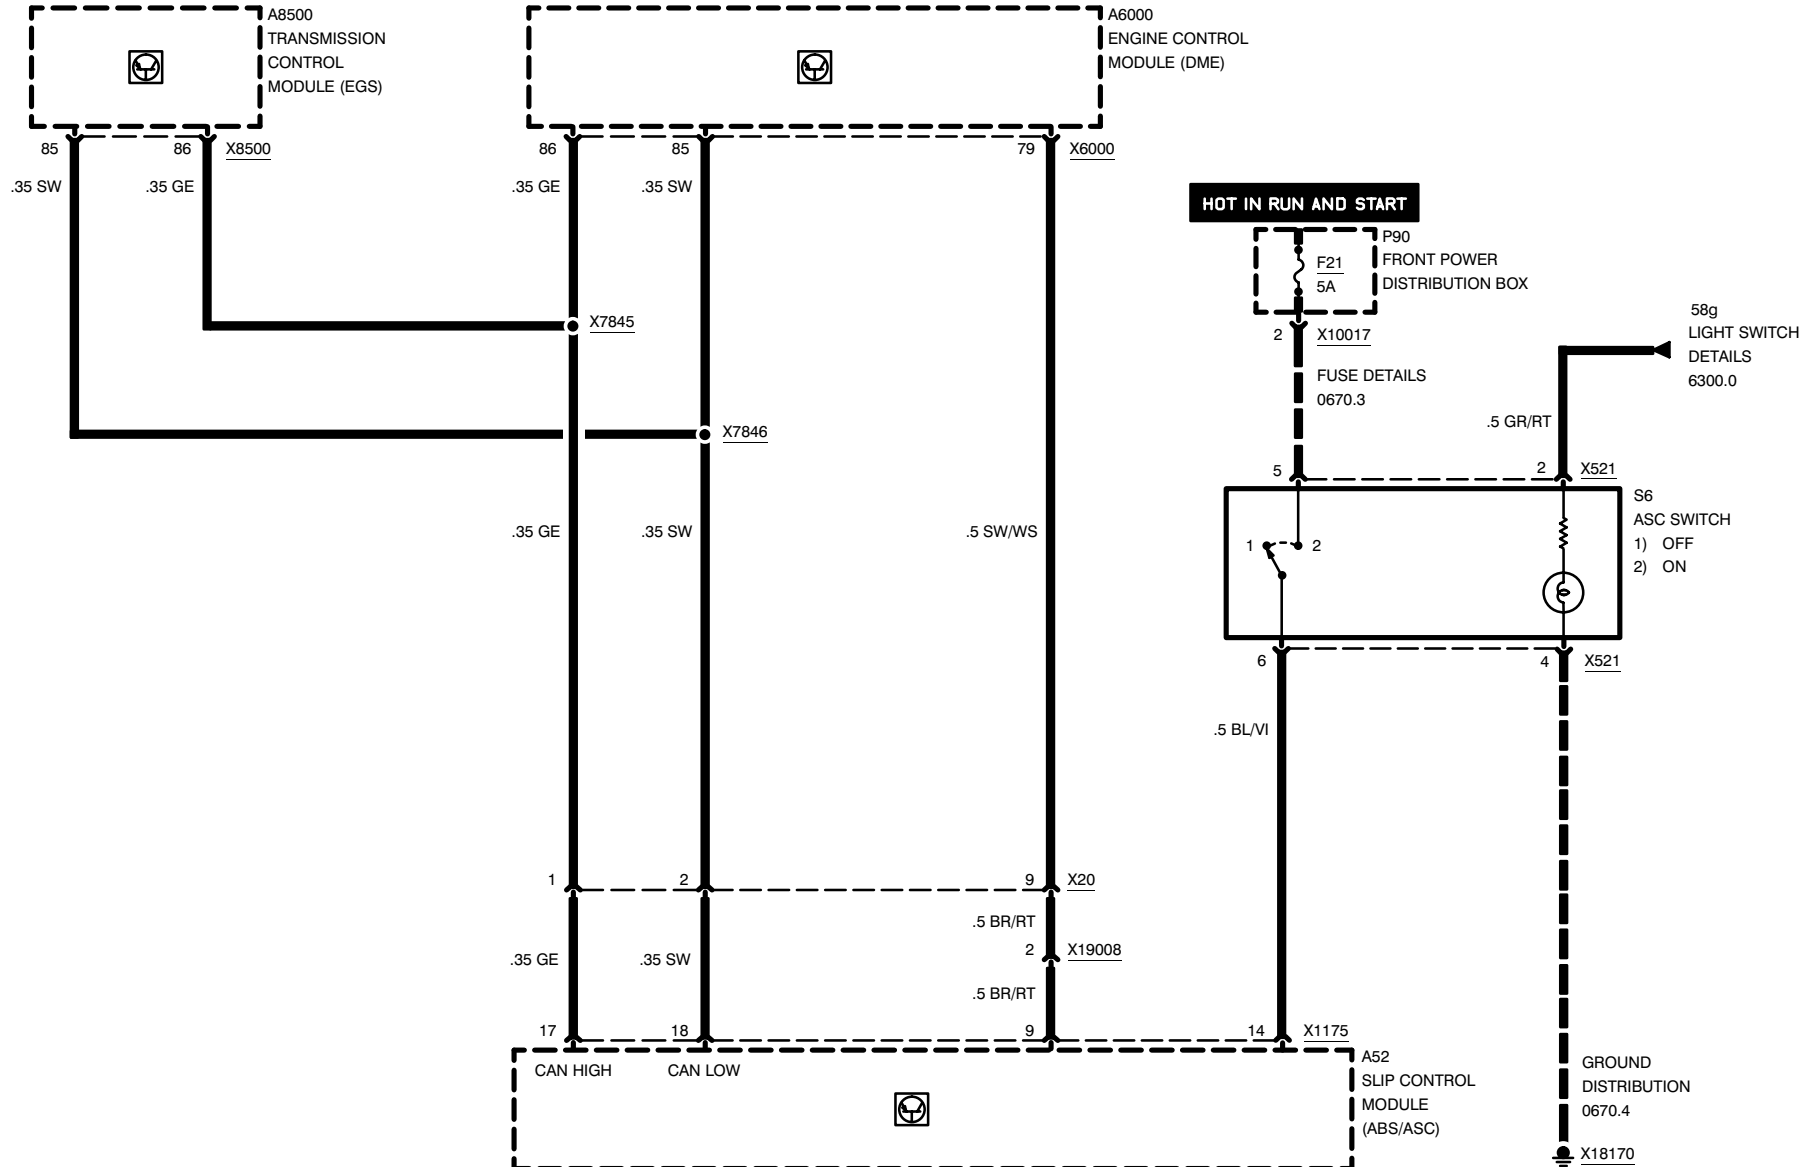 A8500
TRANSMISSION
CONTROL
MODULE (EGS)
A6000
ENGINE CONTROL
MODULE (DME)
85
86
X8500
86
85
79
X6000
.35 SW
.35 GE
.35 GE
.35 SW
HOT IN RUN AND START
P90
FRONT POWER
DISTRIBUTION BOX
F21
5A
2
X10017
FUSE DETAILS
0670.3
58g
LIGHT SWITCH
DETAILS
6300.0
X7845
X7846
.5 GR/RT
5
2
X521
S6
ASC SWITCH
1) OFF
2) ON
1
2
.35 GE
.35 SW
.5 SW/WS
6
4
X521
.5 BL/VI
1
2
9
X20
.5 BR/RT
2
X19008
.35 GE
.35 SW
.5 BR/RT
17
18
9
14
X1175
CAN HIGH
CAN LOW
A52
SLIP CONTROL
MODULE
(ABS/ASC)
GROUND
DISTRIBUTION
0670.4
X18170